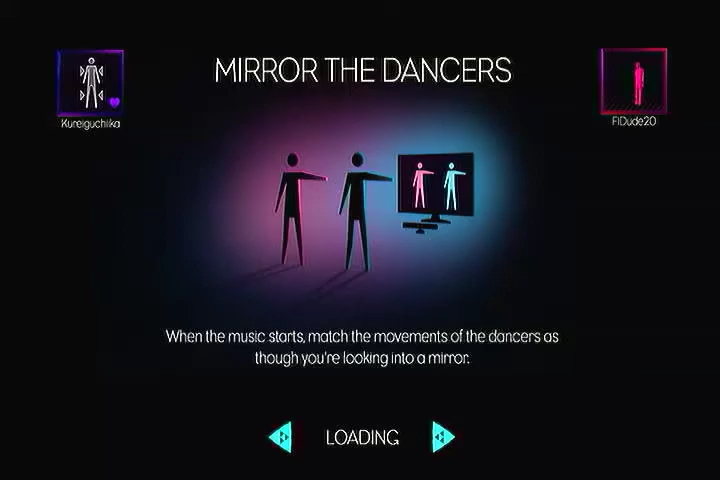 MIRROR THE DANCERS
Kureiguchika
FIDude20
When the music starts, match the movements of the dancers as
though you're looking into a mirror.
LOADING